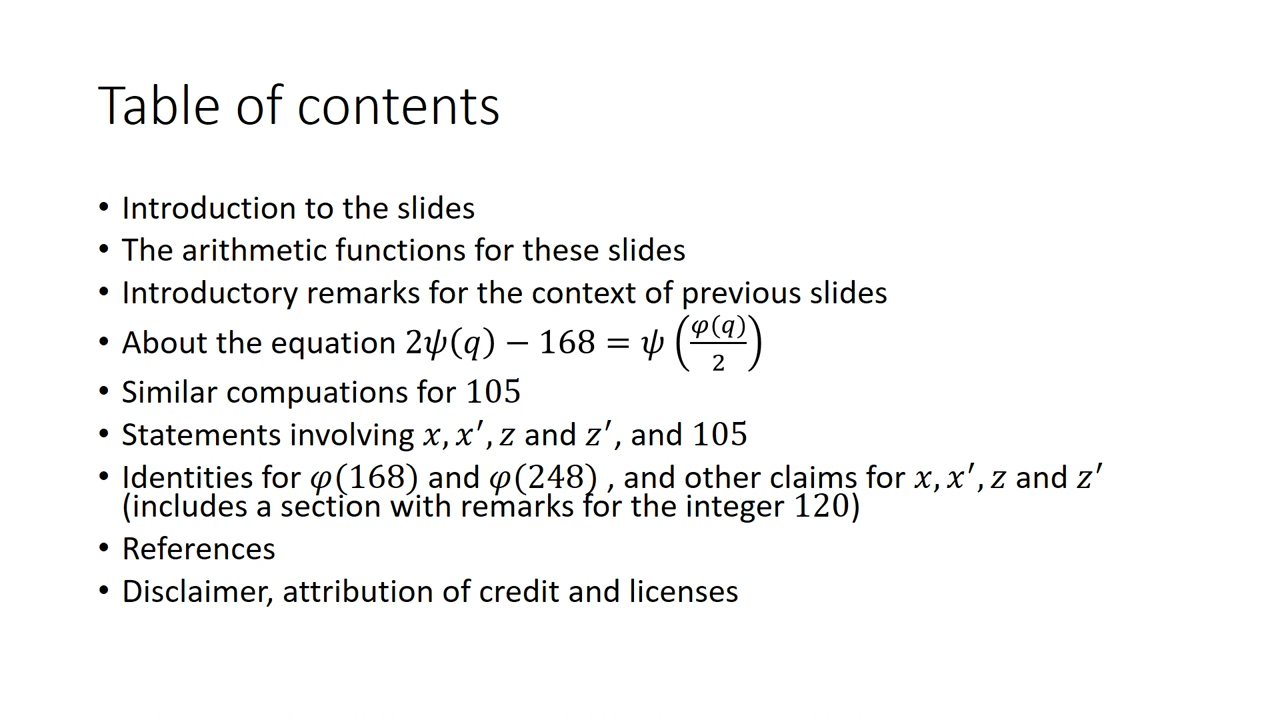 Table of contents
• Introduction to the slides
• The arithmetic functions for these slides
• Introductory remarks for the context of previous slides
• About the equation 2ψ(q) − 168 = ψ(φ(q)/2)
• Similar compuations for 105
• Statements involving x, x′, z and z′, and 105
• Identities for φ(168) and φ(248) , and other claims for x, x′, z and z′
(includes a section with remarks for the integer 120)
• References
• Disclaimer, attribution of credit and licenses